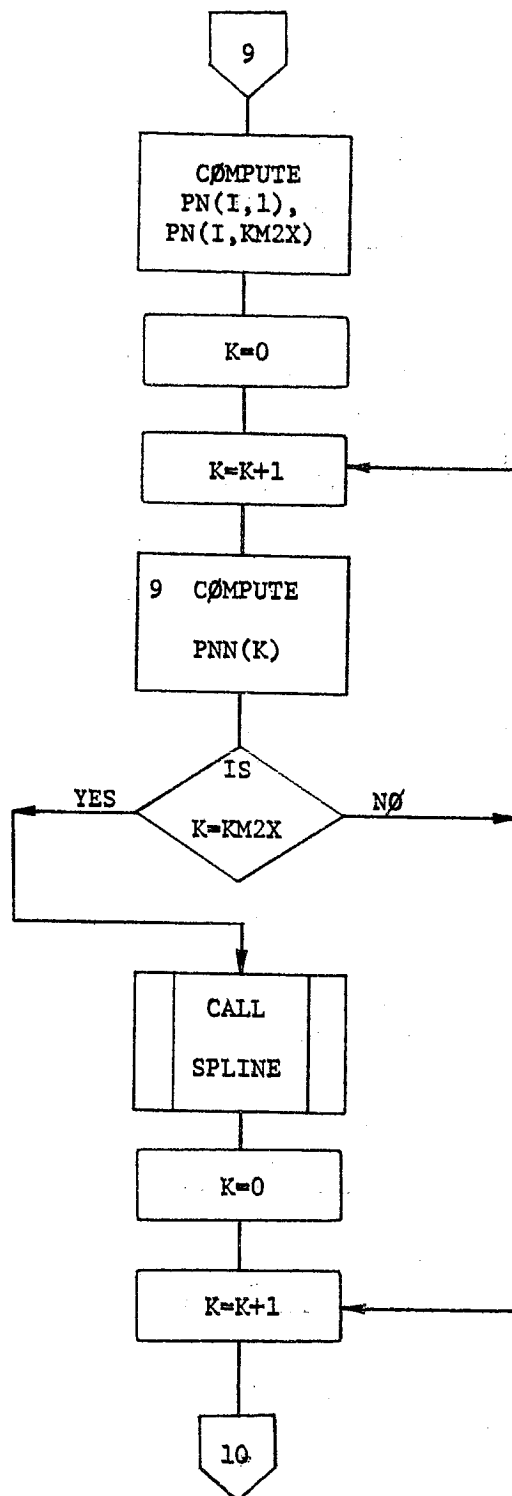 9
CØMPUTE
PN(I,1),
PN(I,KM2X)
K=0
K=K+1
9 CØMPUTE
PNN(K)
IS
K=KM2X
YES
NØ
CALL
SPLINE
K=0
K=K+1
10